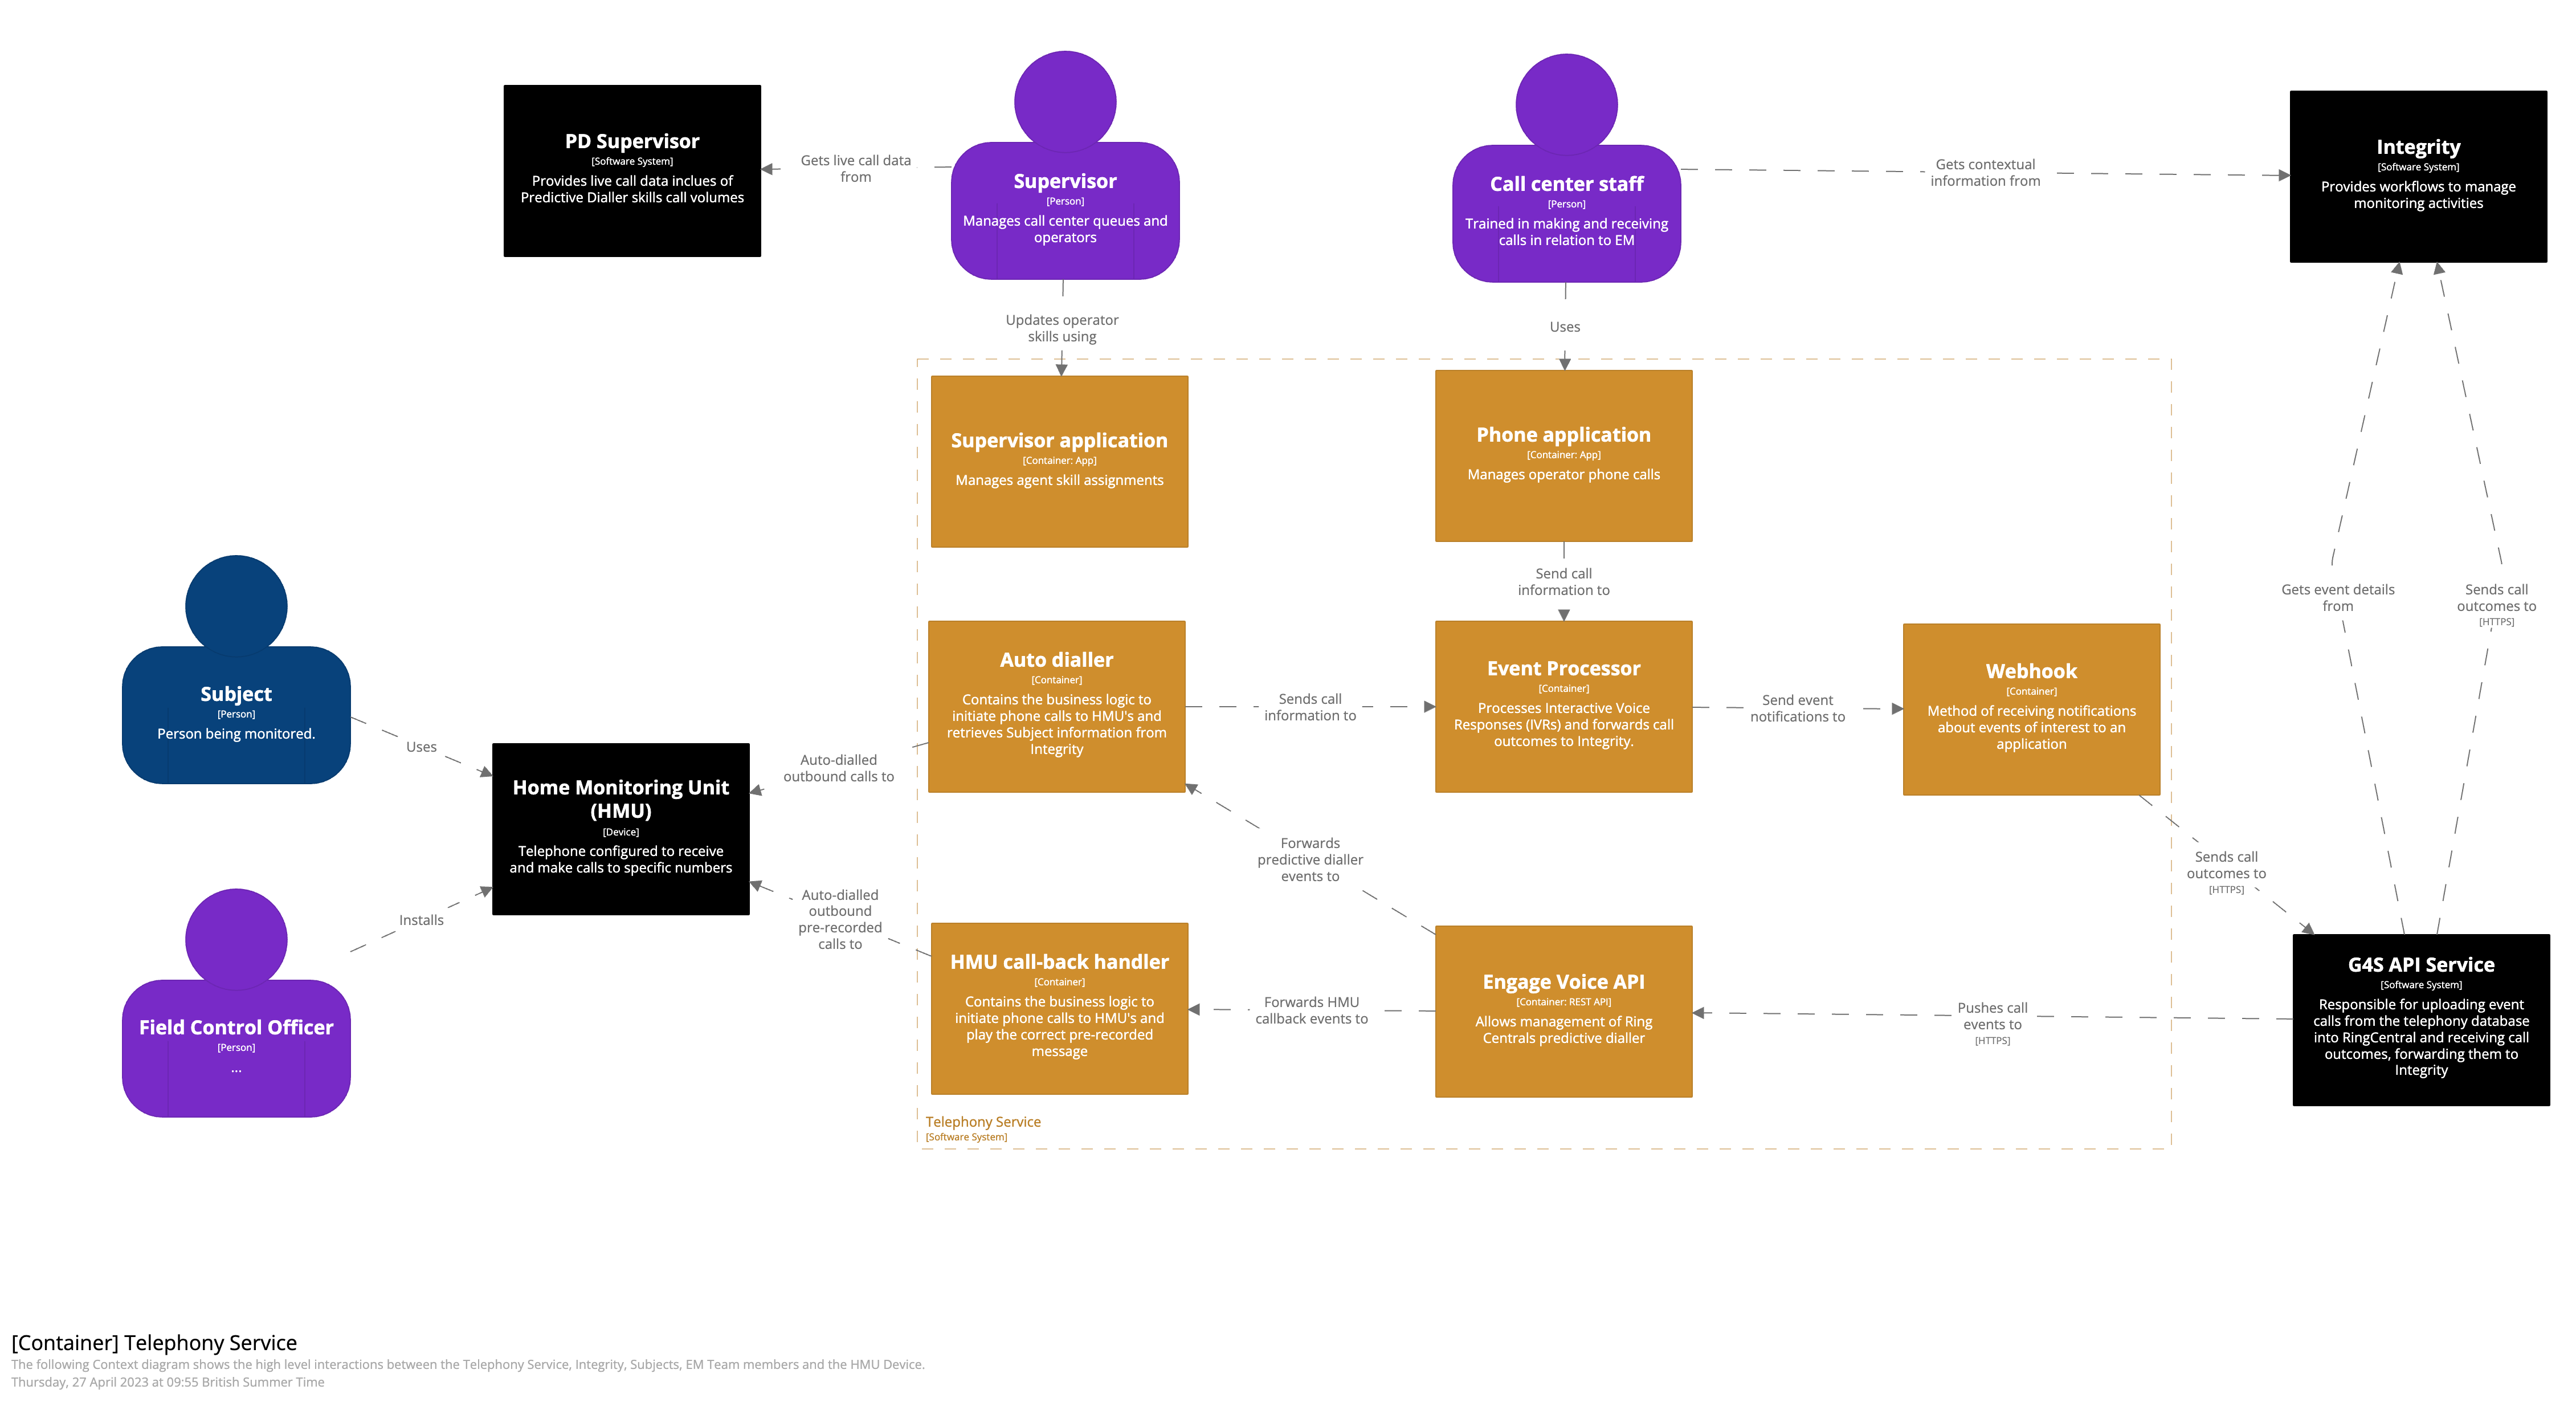 PD Supervisor
[Software System]
Provides live call data inclues of
Predictive Dialler skills call volumes
Gets live call data
from
Supervisor
[Person]
Manages call center queues and
operators
Call center staff
[Person]
Trained in making and receiving
calls in relation to EM
Gets contextual
information from
Integrity
[Software System]
Provides workflows to manage
monitoring activities
Updates operator
skills using
Uses
Supervisor application
[Container: App]
Manages agent skill assignments
Phone application
[Container: App]
Manages operator phone calls
Send call
information to
Gets event details
from
Sends call
outcomes to
[HTTPS]
Subject
[Person]
Person being monitored.
Uses
Auto dialler
[Container]
Contains the business logic to
initiate phone calls to HMU's and
retrieves Subject information from
Integrity
Sends call
information to
Event Processor
[Container]
Processes Interactive Voice
Responses (IVRs) and forwards call
outcomes to Integrity.
Send event
notifications to
Webhook
[Container]
Method of receiving notifications
about events of interest to an
application
Auto-dialled
outbound calls to
Home Monitoring Unit
(HMU)
[Device]
Telephone configured to receive
and make calls to specific numbers
Forwards
predictive dialler
events to
Sends call
outcomes to
[HTTPS]
Installs
Auto-dialled
outbound
pre-recorded
calls to
Field Control Officer
[Person]
...
HMU call-back handler
[Container]
Contains the business logic to
initiate phone calls to HMU's and
play the correct pre-recorded
message
Forwards HMU
callback events to
Engage Voice API
[Container: REST API]
Allows management of Ring
Centrals predictive dialler
Pushes call
events to
[HTTPS]
G4S API Service
[Software System]
Responsible for uploading event
calls from the telephony database
into RingCentral and receiving call
outcomes, forwarding them to
Integrity
Telephony Service
[Software System]
[Container] Telephony Service
The following Context diagram shows the high level interactions between the Telephony Service, Integrity, Subjects, EM Team members and the HMU Device.
Thursday, 27 April 2023 at 09:55 British Summer Time